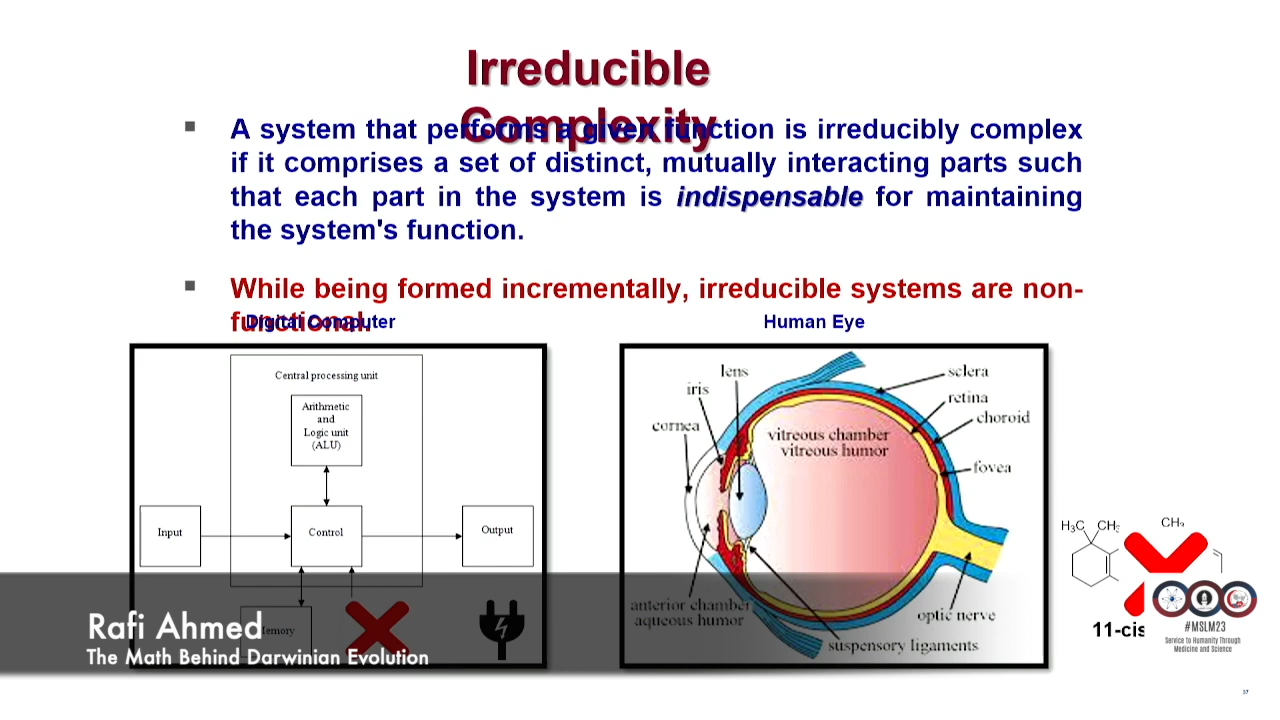 Irreducible
Complexity
A system that performs a given function is irreducibly complex
if it comprises a set of distinct, mutually interacting parts such
that each part in the system is indispensable for maintaining
the system's function.
While being formed incrementally, irreducible systems are non-
functional.
Digital Computer
Human Eye
Central processing unit
Arithmetic
and
Logic unit
(ALU)
Input
Control
Output
Memory
lens
iris
cornea
sclera
retina
choroid
vitreous chamber
vitreous humor
fovea
anterior chamber
aqueous humor
optic nerve
suspensory ligaments
H₃C
CH₃
11-cis
#MSLM23
Service to Humanity Through
Medicine and Science
Rafi Ahmed
The Math Behind Darwinian Evolution
37